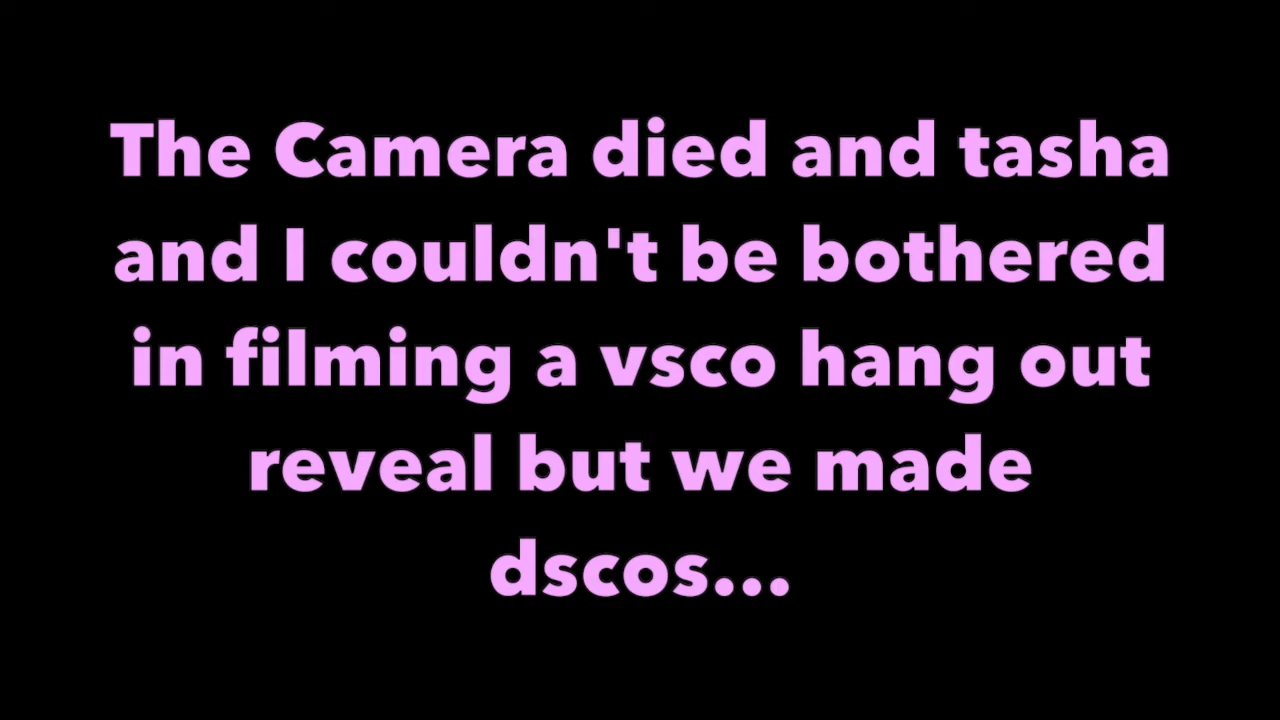 The Camera died and tasha
and I couldn't be bothered
in filming a vsco hang out
reveal but we made
dscos...